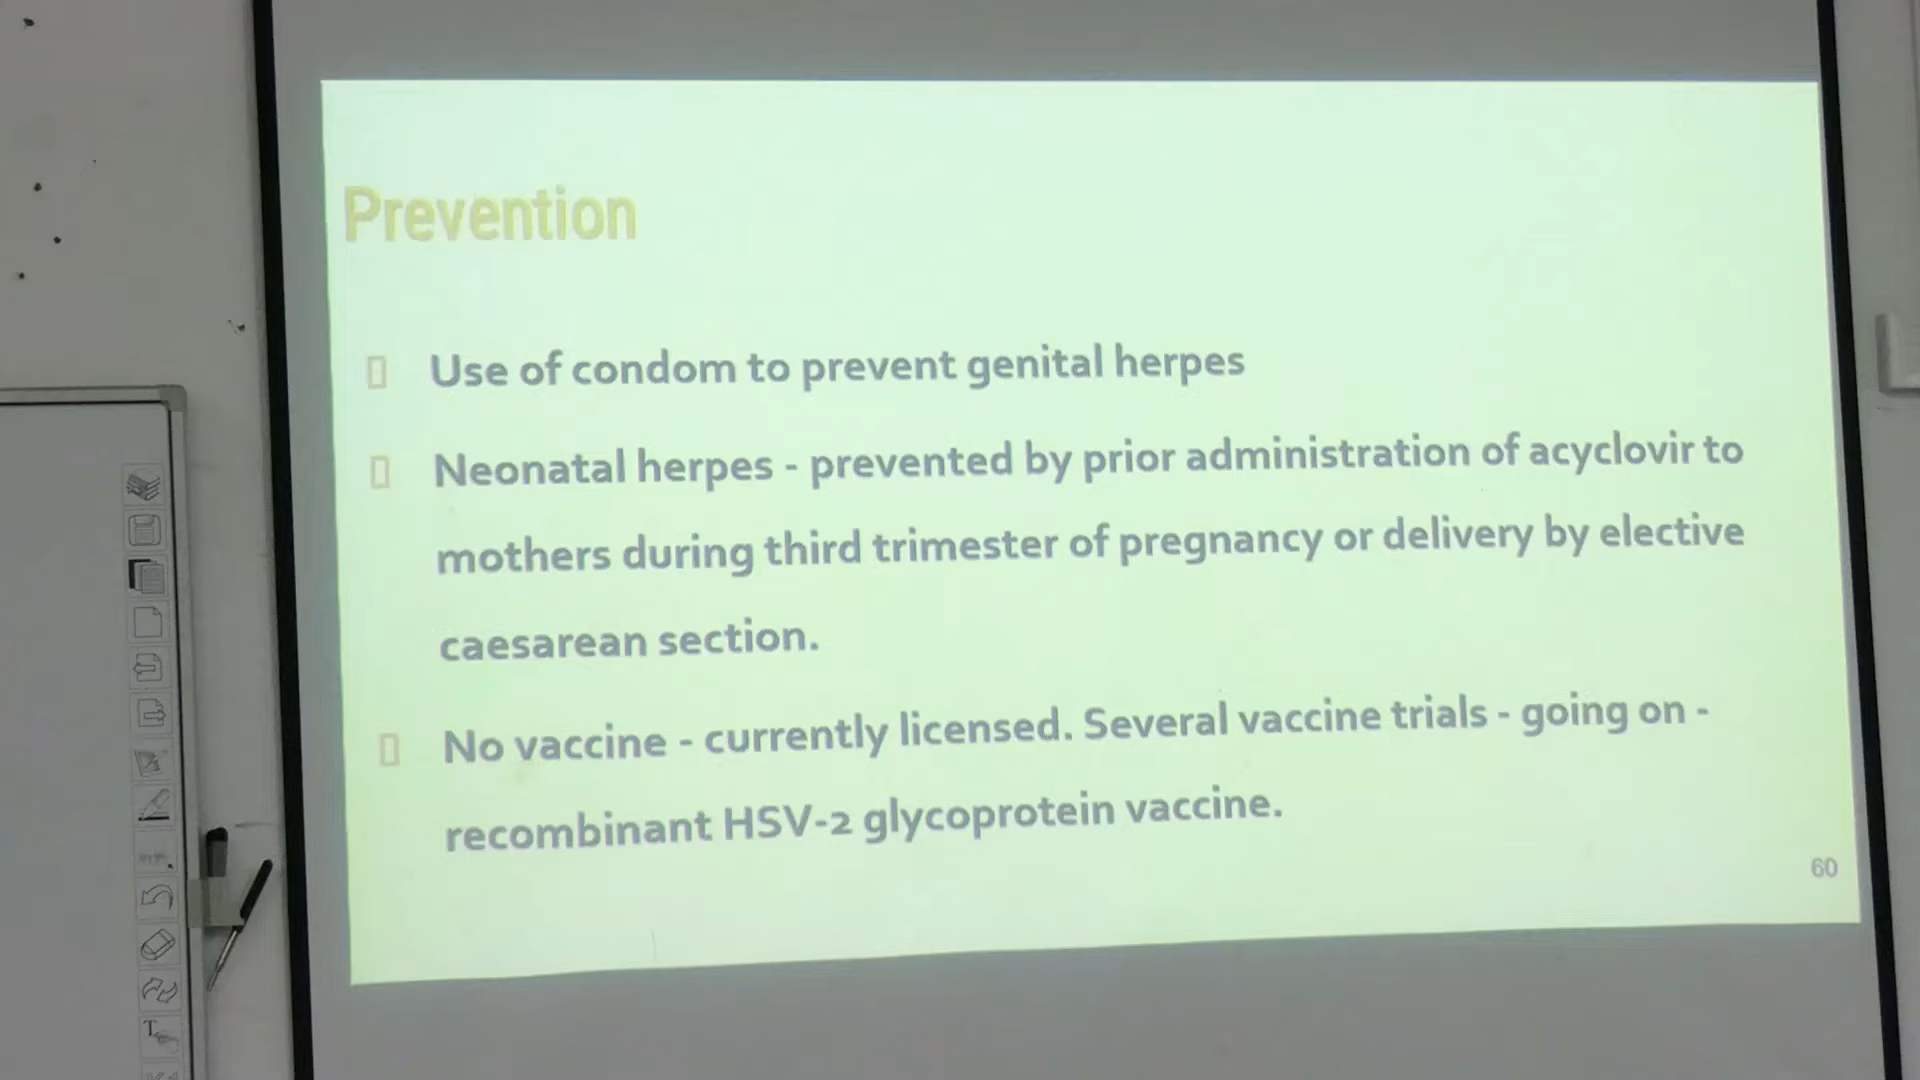 Prevention
Use of condom to prevent genital herpes
Neonatal herpes - prevented by prior administration of acyclovir to
mothers during third trimester of pregnancy or delivery by elective
caesarean section.
No vaccine - currently licensed. Several vaccine trials - going on -
recombinant HSV-2 glycoprotein vaccine.
60
T